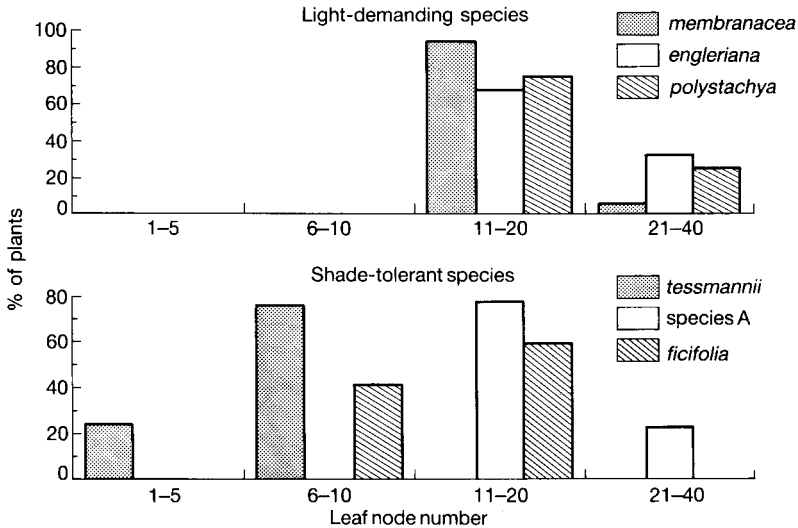 Light-demanding species
membranacea
engleriana
polystachya
100
80
60
40
20
0
1–5
6–10
11–20
21–40
% of plants
Shade-tolerant species
tessmannii
species A
ficifolia
80
60
40
20
0
1–5
6–10
11–20
21–40
Leaf node number